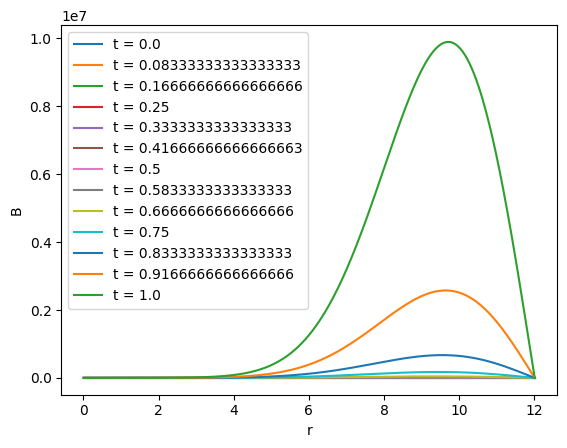 1e7
1.0
0.8
0.6
0.4
0.2
0.0
B
t = 0.0
t = 0.08333333333333333
t = 0.16666666666666666
t = 0.25
t = 0.3333333333333333
t = 0.41666666666666663
t = 0.5
t = 0.5833333333333333
t = 0.6666666666666666
t = 0.75
t = 0.8333333333333333
t = 0.9166666666666666
t = 1.0
0 2 4 6 8 10 12
r